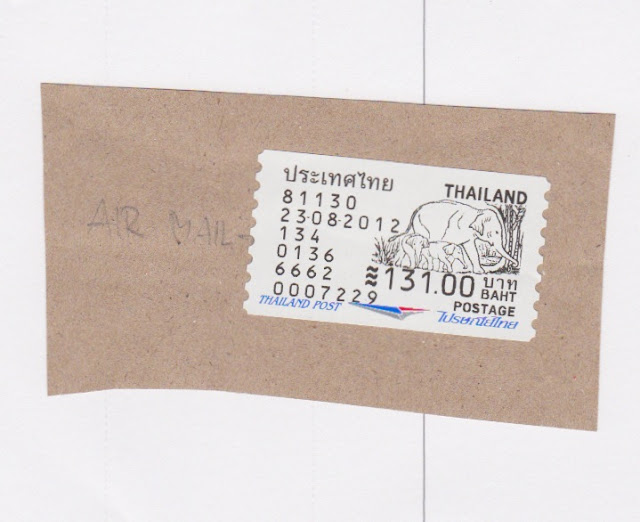 AIR MAIL
ประเทศไทย
THAILAND
81130
23-08-2012
134
0136
6662
0007229
≋131.00 บาท
BAHT
POSTAGE
THAILAND POST
ไปรษณีย์ไทย